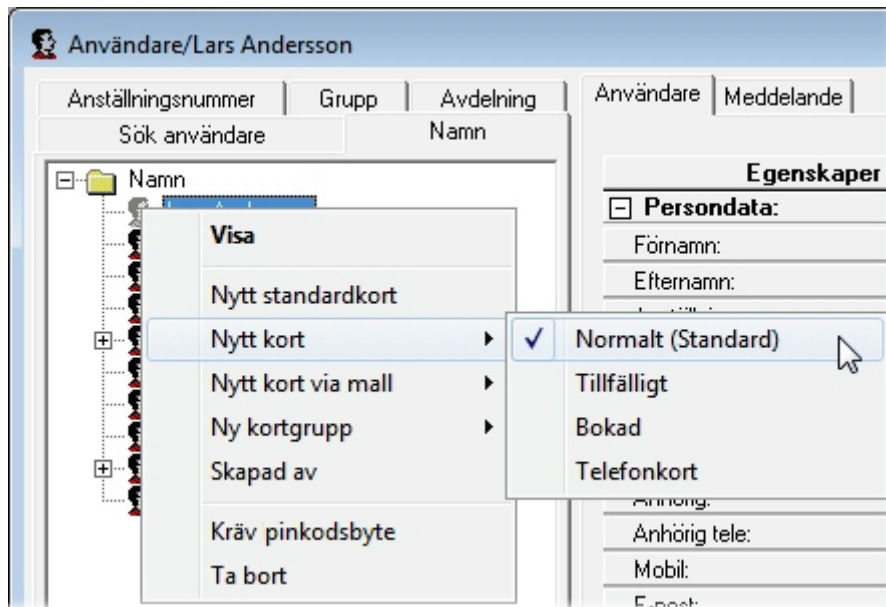 Användare/Lars Andersson
Anställningsnummer Grupp Avdelning
Sök användare Namn
Användare Meddelande
Namn
Visa
Nytt standardkort
Nytt kort
Nytt kort via mall
Ny kortgrupp
Skapad av
Kräv pinkodsbyte
Ta bort
Normalt (Standard)
Tillfälligt
Bokad
Telefonkort
Egenskaper
Persondata:
Förnamn:
Efternamn:
Anhörig:
Anhörig tele:
Mobil:
E-post: